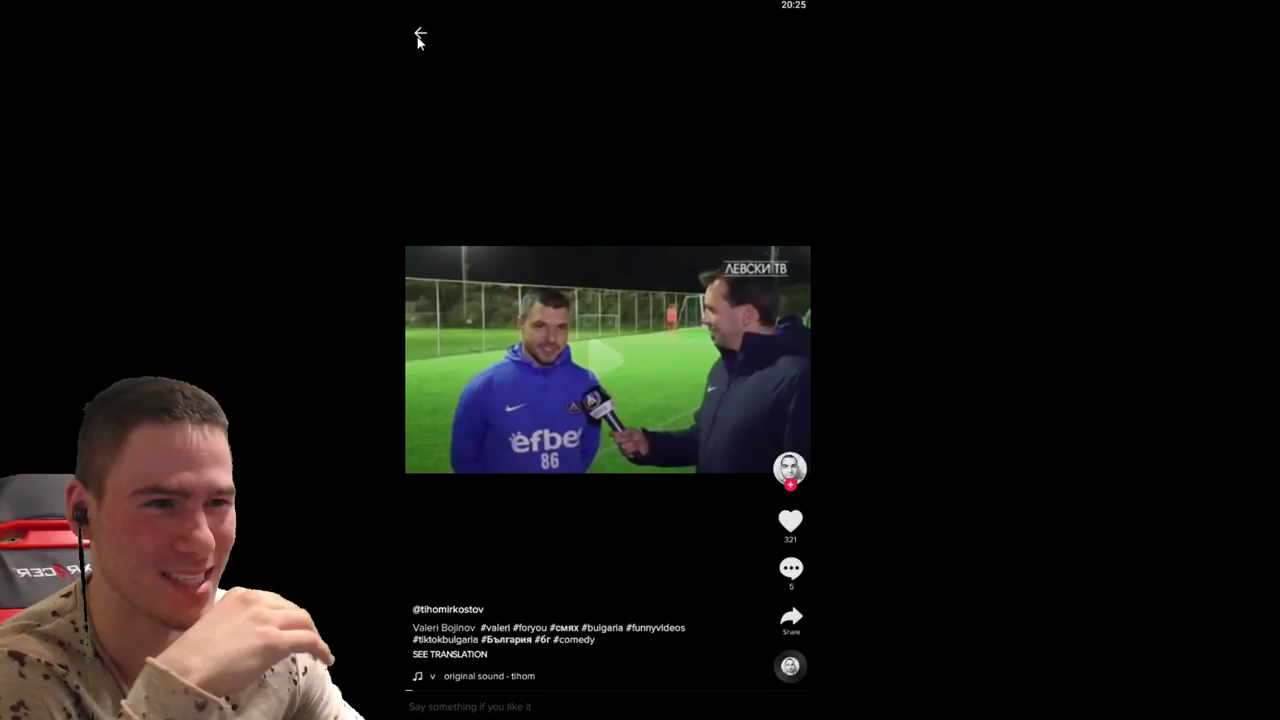 20:25
ЛЕВСКИ ТВ
efbet
86
321
5
Share
@tihomirkostov
Valeri Bojinov #valeri #foryou #смях #bulgaria #funnyvideos
#tiktokbulgaria #България #бг #comedy
SEE TRANSLATION
v original sound - tihom
Say something if you like it